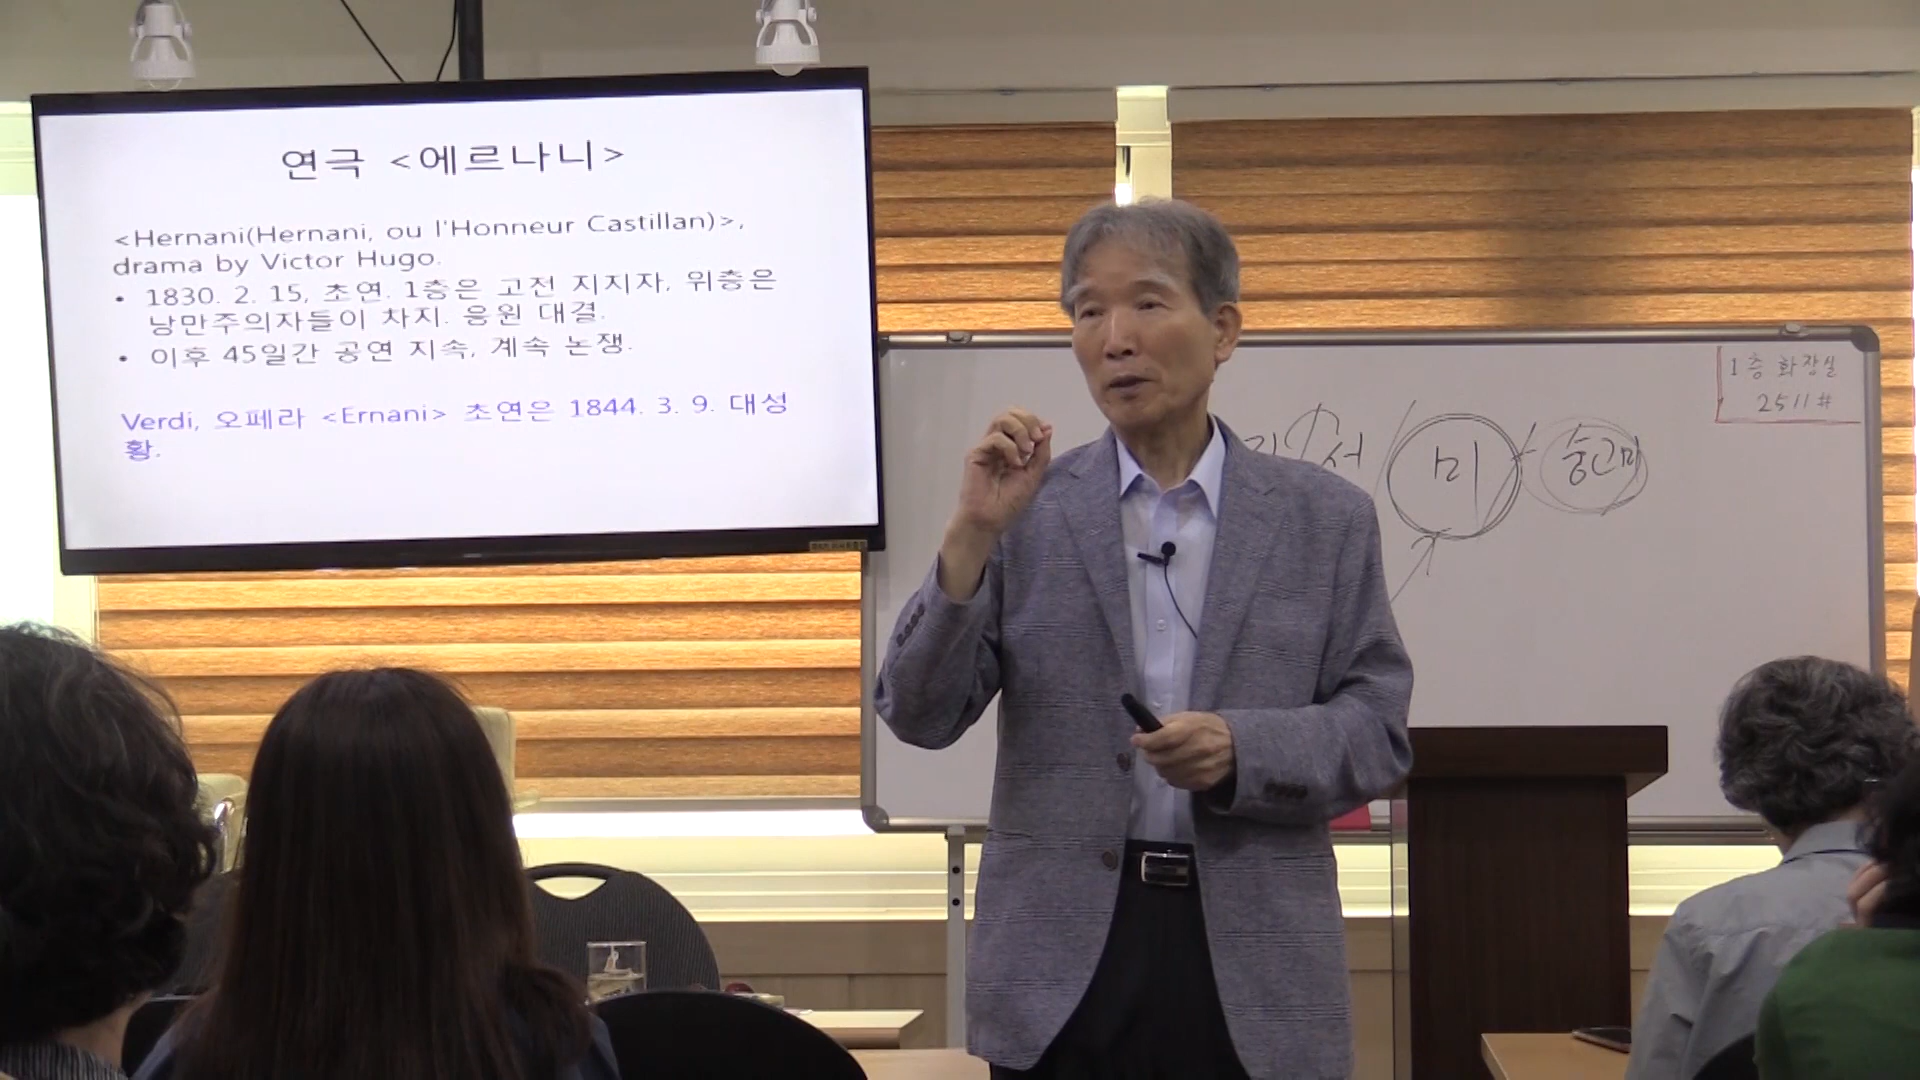 연극 <에르나니>
<Hernani(Hernani, ou l'Honneur Castillan)>,
drama by Victor Hugo.
• 1830. 2. 15, 초연. 1층은 고전 지지자, 위층은
낭만주의자들이 차지. 응원 대결.
• 이후 45일간 공연 지속, 계속 논쟁.
Verdi, 오페라 <Ernani> 초연은 1844. 3. 9. 대성
황.
1층 화장실
2511#
서
미
숭고미